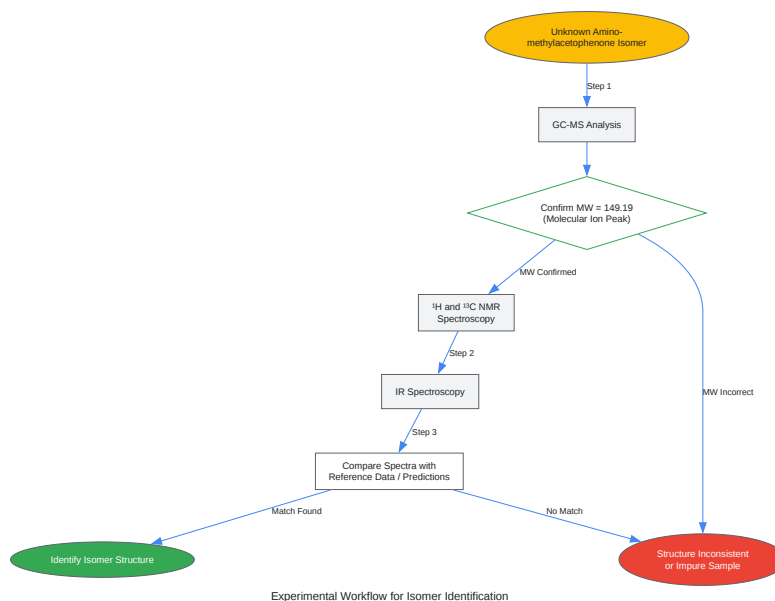 Unknown Amino-
methylacetophenone Isomer
Step 1
GC-MS Analysis
Confirm MW = 149.19
(Molecular Ion Peak)
MW Confirmed
¹H and ¹³C NMR
Spectroscopy
Step 2
IR Spectroscopy
MW Incorrect
Step 3
Compare Spectra with
Reference Data / Predictions
Match Found
No Match
Identify Isomer Structure
Structure Inconsistent
or Impure Sample
Experimental Workflow for Isomer Identification